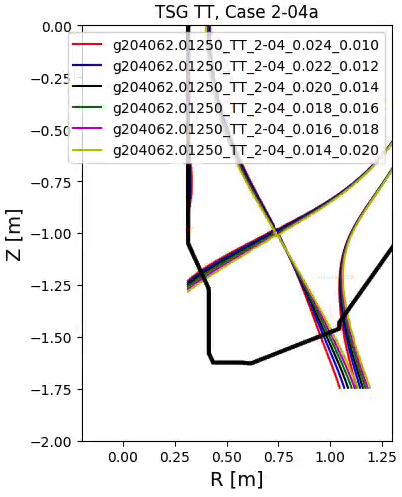 TSG TT, Case 2-04a
g204062.01250_TT_2-04_0.024_0.010
g204062.01250_TT_2-04_0.022_0.012
g204062.01250_TT_2-04_0.020_0.014
g204062.01250_TT_2-04_0.018_0.016
g204062.01250_TT_2-04_0.016_0.018
g204062.01250_TT_2-04_0.014_0.020
0.00
−0.25
−0.50
−0.75
−1.00
−1.25
−1.50
−1.75
−2.00
Z [m]
0.00 0.25 0.50 0.75 1.00 1.25
R [m]